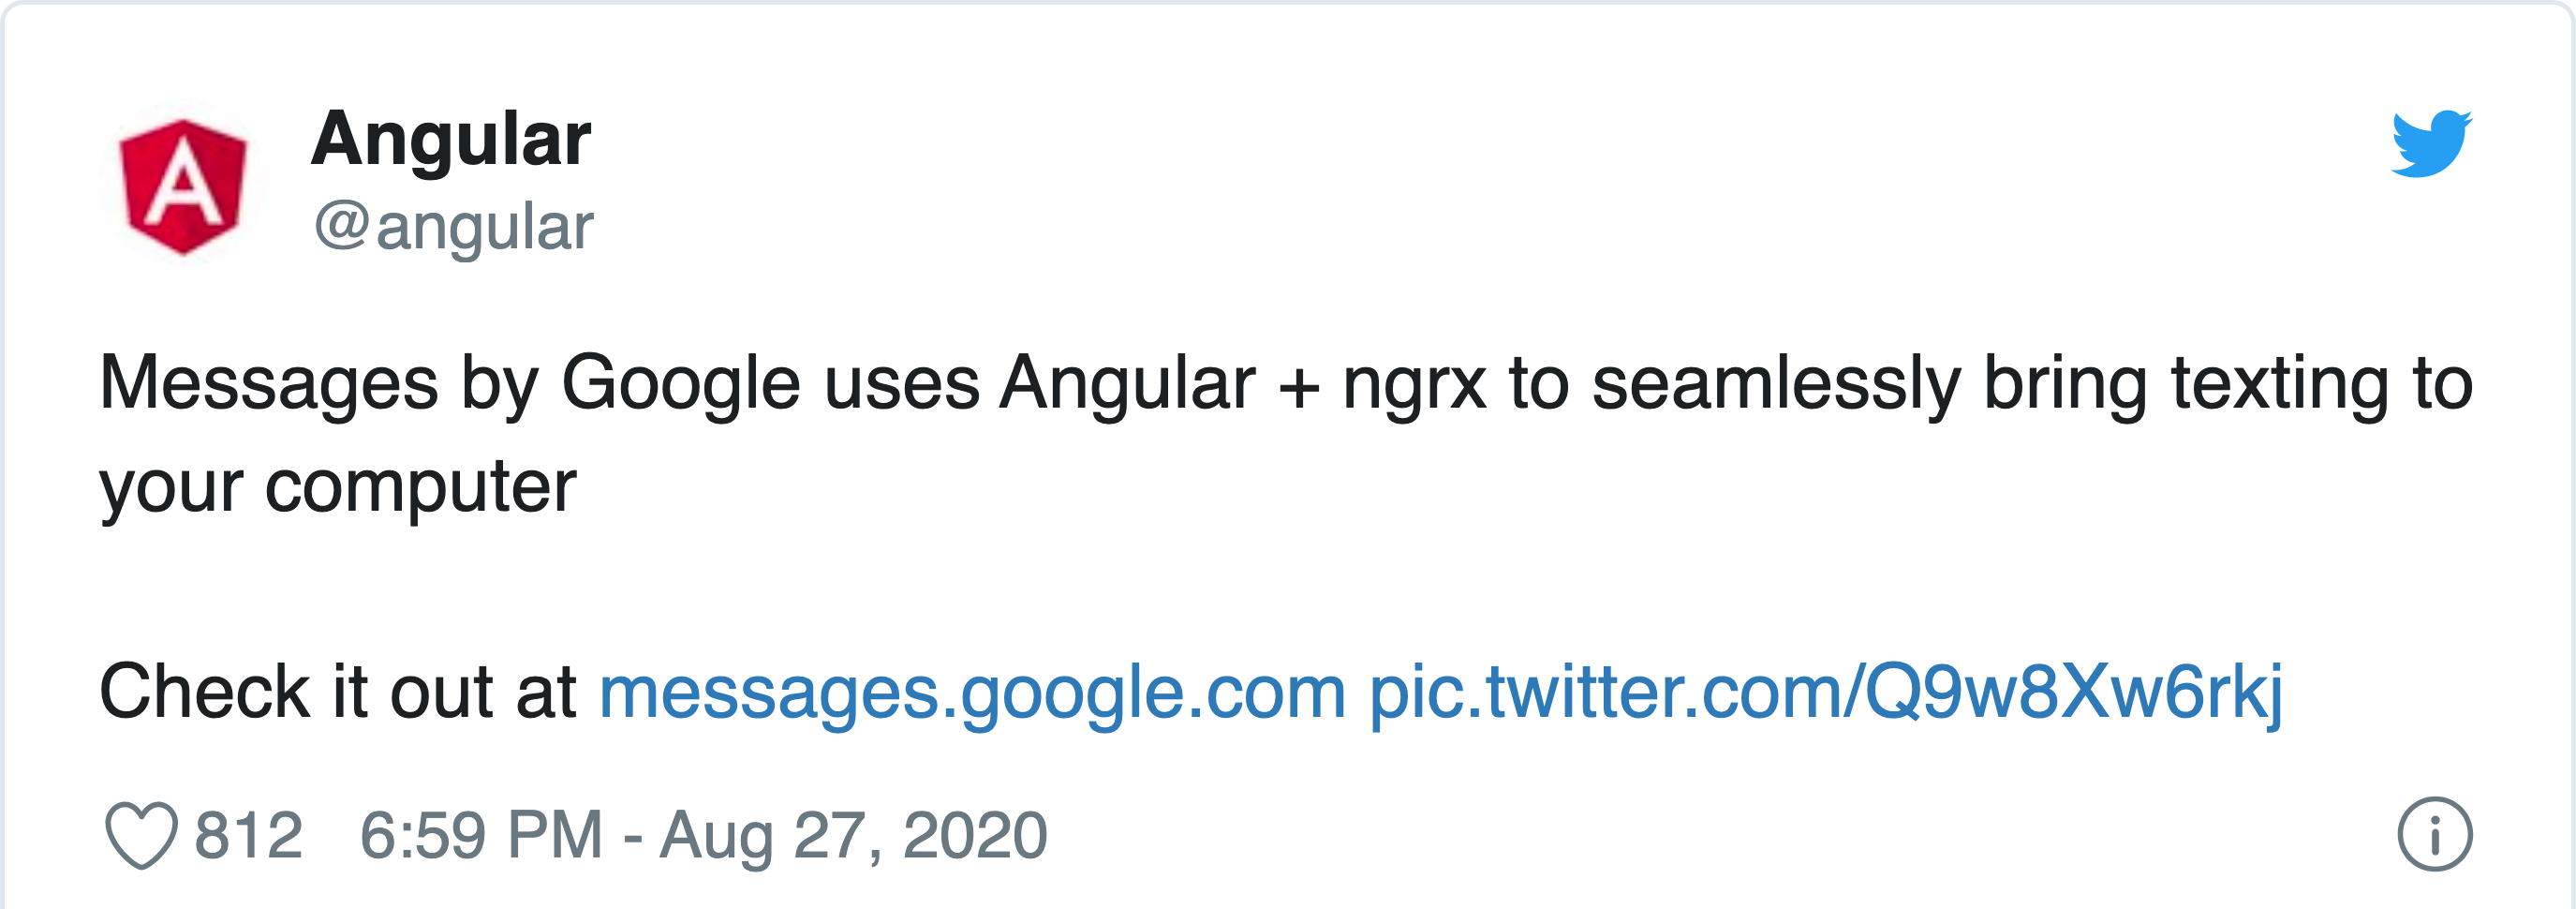 Angular
@angular
Messages by Google uses Angular + ngrx to seamlessly bring texting to
your computer
Check it out at messages.google.com pic.twitter.com/Q9w8Xw6rkj
812 6:59 PM - Aug 27, 2020